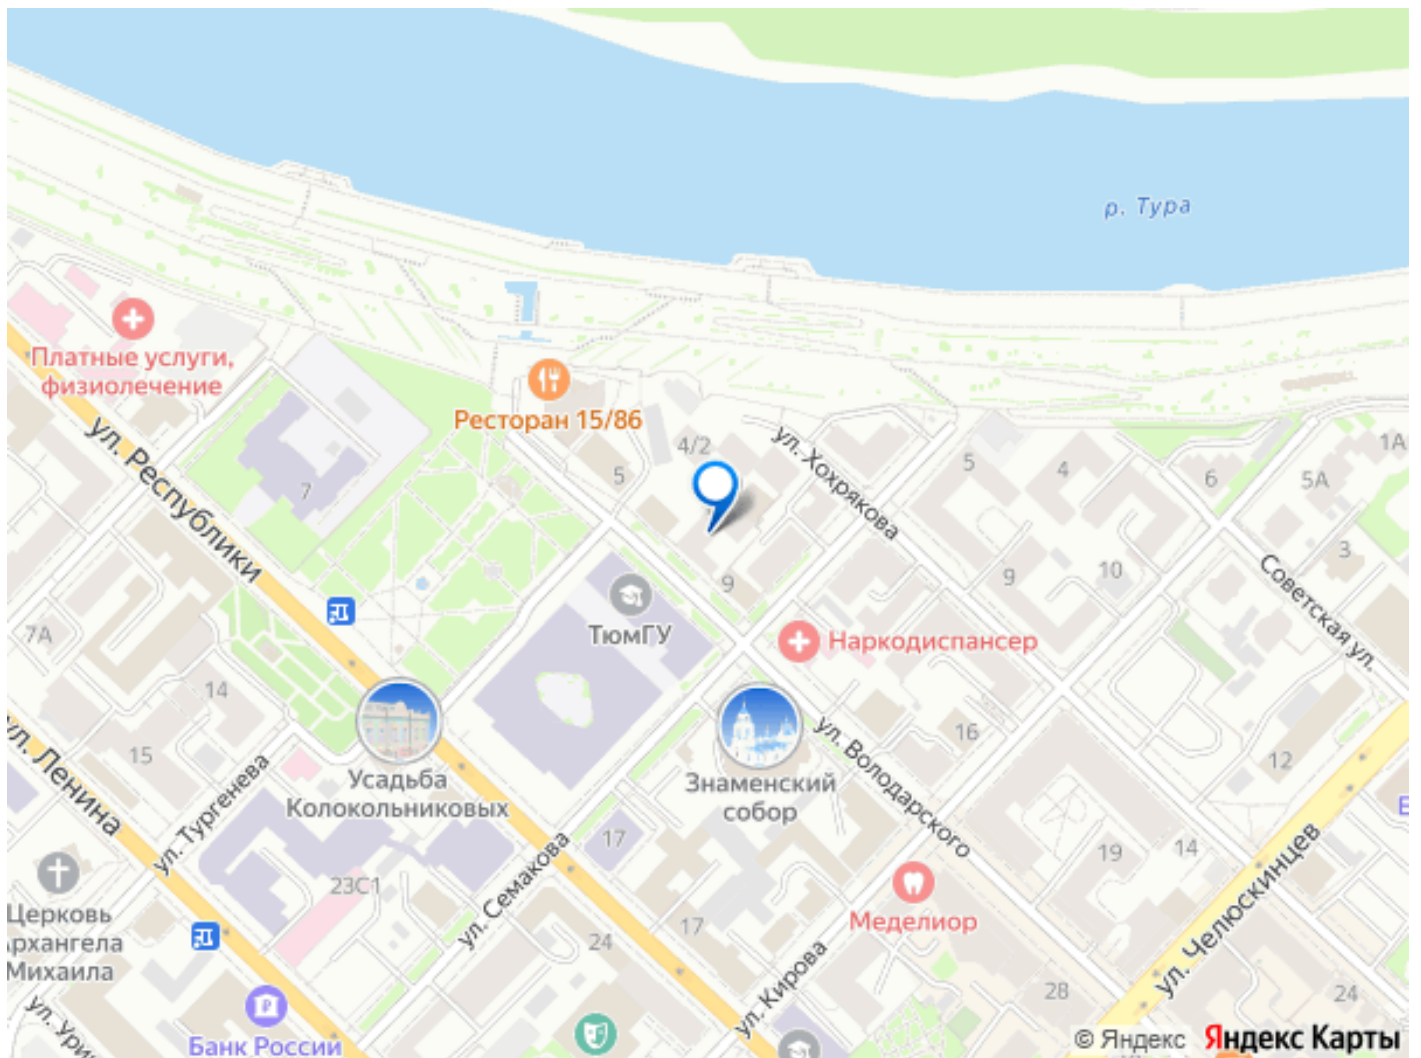 р. Тура
Платные услуги,
физиолечение
Ресторан 15/86
ул. Республики
4/2
ул. Хохрякова
5
5
4
6
1А
5А
7
3
9
9
10
Советская ул.
ТюмГУ
Наркодиспансер
7А
14
15
16
12
ул. Ленина
ул. Тургенева
Усадьба
Колокольниковых
Знаменский
собор
ул. Володарского
17
ул. Семакова
23С1
19
14
ул. Челюскинцев
Церковь
Архангела
Михаила
Меделиор
17
24
ул. Кирова
28
24
Банк России
© Яндекс Яндекс Карты